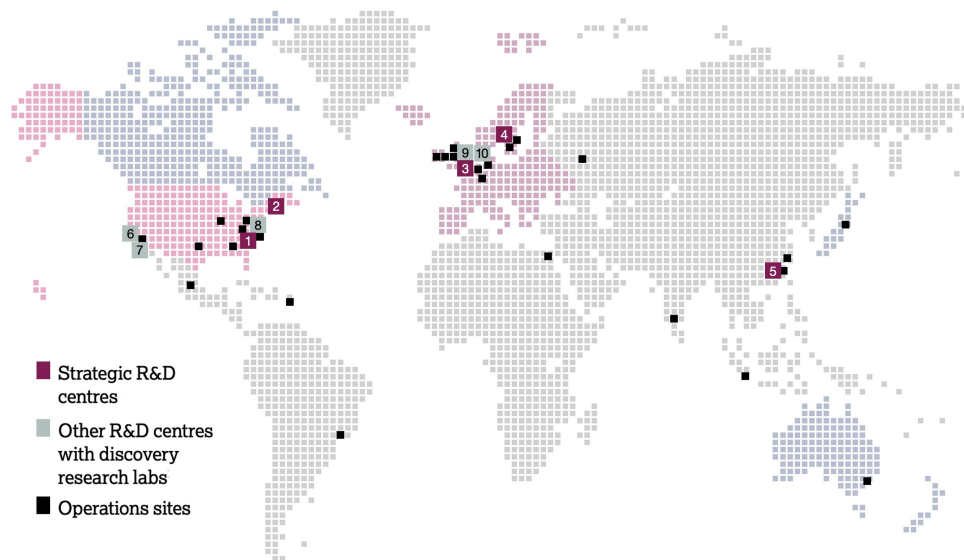 4
9 10
3
2
6
8
7
1
5
Strategic R&D
centres
Other R&D centres
with discovery
research labs
Operations sites